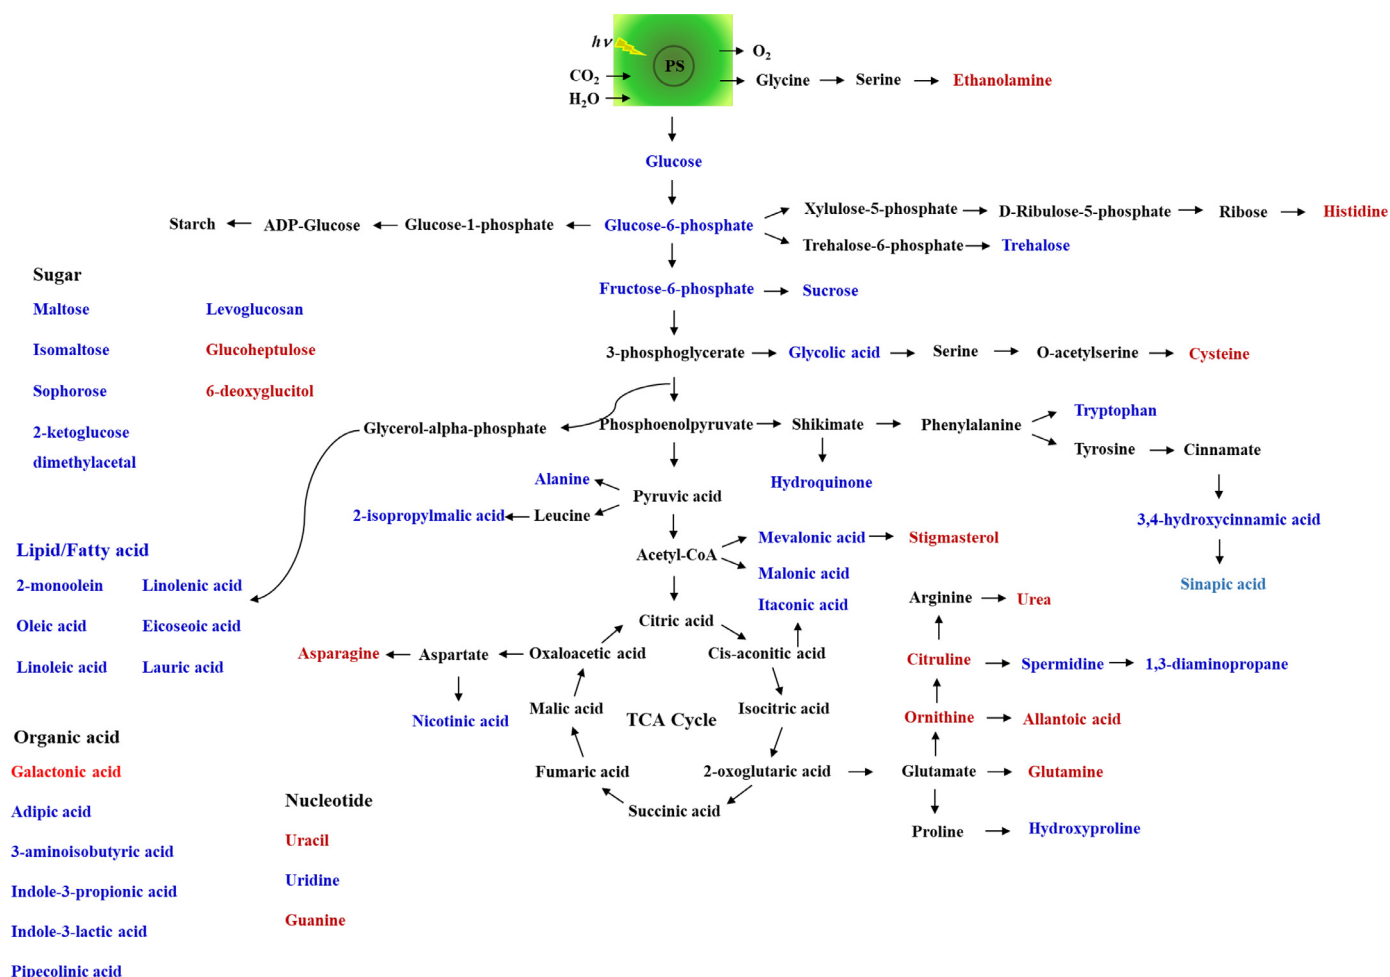 hν
O2
PS
CO2
Glycine
Serine
Ethanolamine
H2O
Glucose
Starch
ADP-Glucose
Glucose-1-phosphate
Glucose-6-phosphate
Xylulose-5-phosphate
D-Ribulose-5-phosphate
Ribose
Histidine
Trehalose-6-phosphate
Trehalose
Fructose-6-phosphate
Sucrose
Sugar
Maltose
Levoglucosan
Isomaltose
Glucoheptulose
Sophorose
6-deoxyglucitol
2-ketoglucose
dimethylacetal
3-phosphoglycerate
Glycolic acid
Serine
O-acetylserine
Cysteine
Glycerol-alpha-phosphate
Phosphoenolpyruvate
Shikimate
Phenylalanine
Tryptophan
Tyrosine
Cinnamate
Hydroquinone
3,4-hydroxycinnamic acid
Sinapic acid
Alanine
Pyruvic acid
2-isopropylmalic acid
Leucine
Acetyl-CoA
Mevalonic acid
Stigmasterol
Malonic acid
Lipid/Fatty acid
2-monoolein
Linolenic acid
Oleic acid
Eicoseoic acid
Linoleic acid
Lauric acid
Itaconic acid
Citric acid
Asparagine
Aspartate
Oxaloacetic acid
Cis-aconitic acid
Nicotinic acid
Malic acid
TCA Cycle
Isocitric acid
Fumaric acid
2-oxoglutaric acid
Succinic acid
Arginine
Urea
Citruline
Spermidine
1,3-diaminopropane
Ornithine
Allantoic acid
Glutamate
Glutamine
Proline
Hydroxyproline
Organic acid
Galactonic acid
Adipic acid
3-aminoisobutyric acid
Indole-3-propionic acid
Indole-3-lactic acid
Pipecolinic acid
Nucleotide
Uracil
Uridine
Guanine